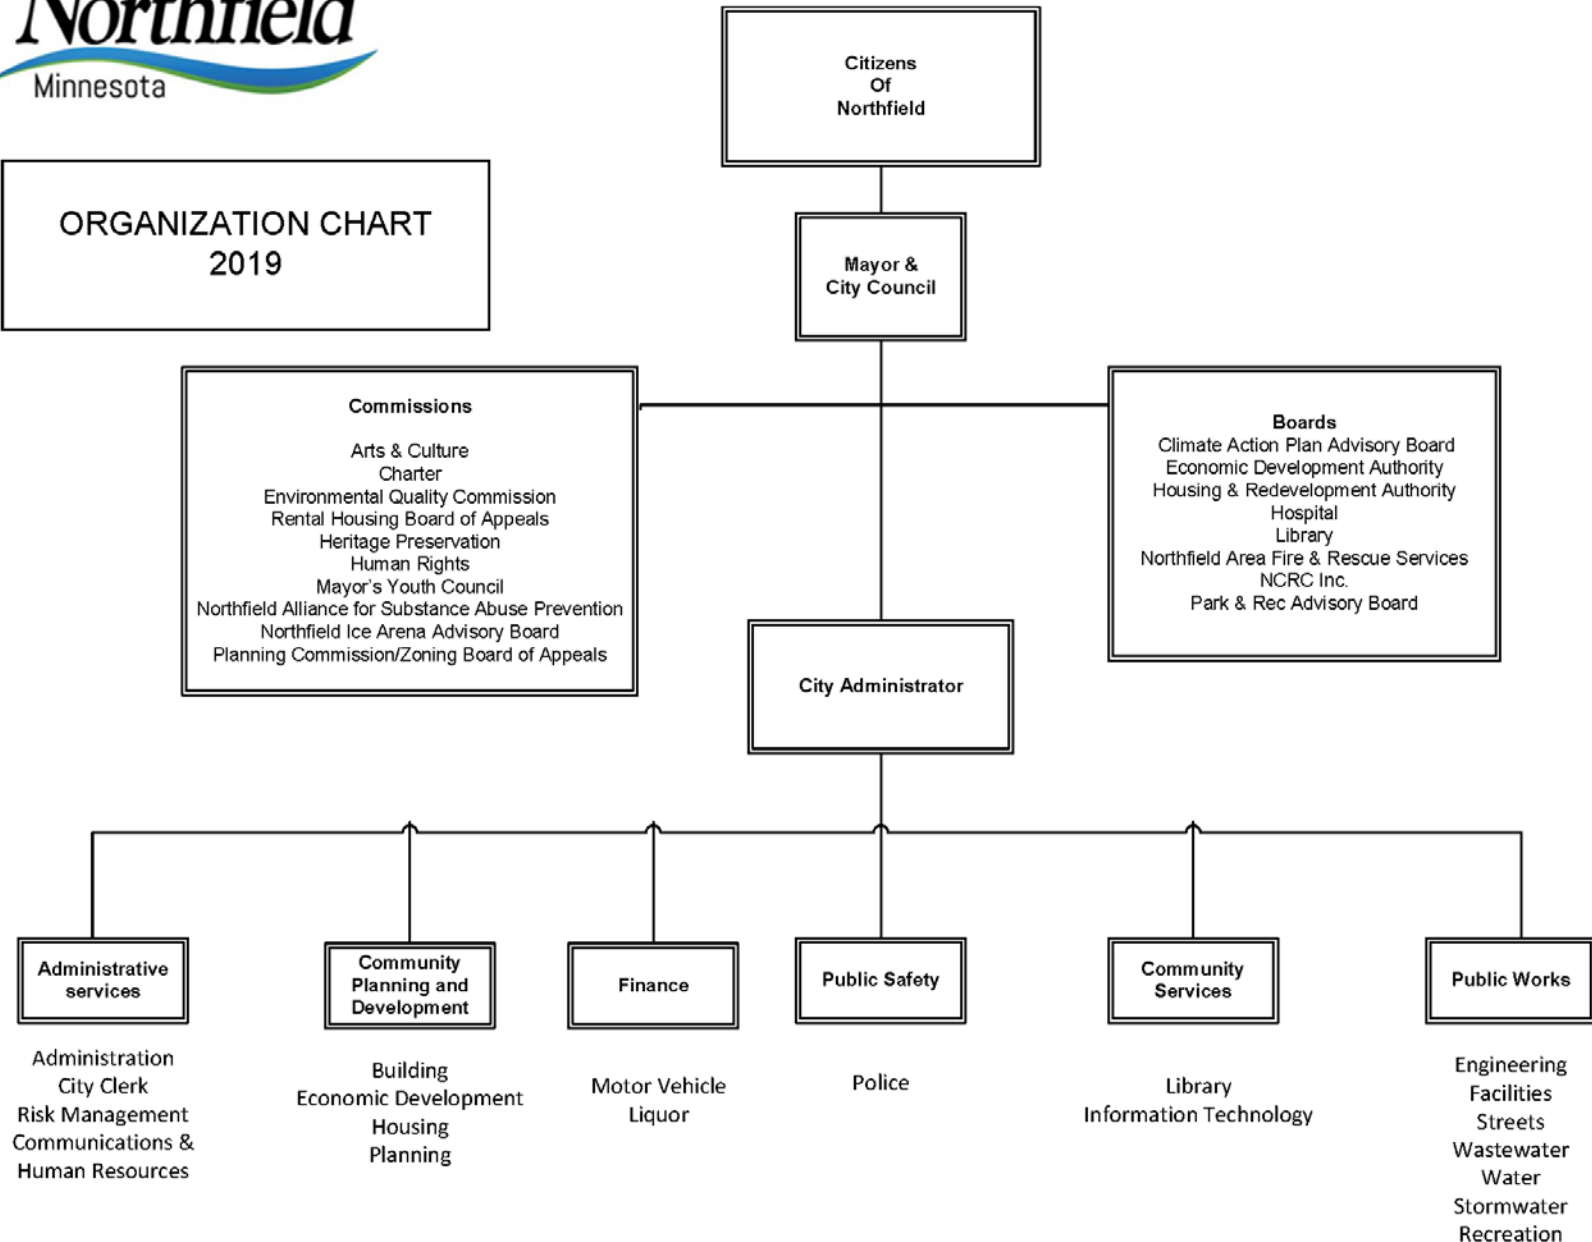 Northfield
Minnesota
ORGANIZATION CHART
2019
Citizens
Of
Northfield
Mayor &
City Council
Commissions
Arts & Culture
Charter
Environmental Quality Commission
Rental Housing Board of Appeals
Heritage Preservation
Human Rights
Mayor's Youth Council
Northfield Alliance for Substance Abuse Prevention
Northfield Ice Arena Advisory Board
Planning Commission/Zoning Board of Appeals
Boards
Climate Action Plan Advisory Board
Economic Development Authority
Housing & Redevelopment Authority
Hospital
Library
Northfield Area Fire & Rescue Services
NCRC Inc.
Park & Rec Advisory Board
City Administrator
Administrative
services
Administration
City Clerk
Risk Management
Communications &
Human Resources
Community
Planning and
Development
Building
Economic Development
Housing
Planning
Finance
Motor Vehicle
Liquor
Public Safety
Police
Community
Services
Library
Information Technology
Public Works
Engineering
Facilities
Streets
Wastewater
Water
Stormwater
Recreation